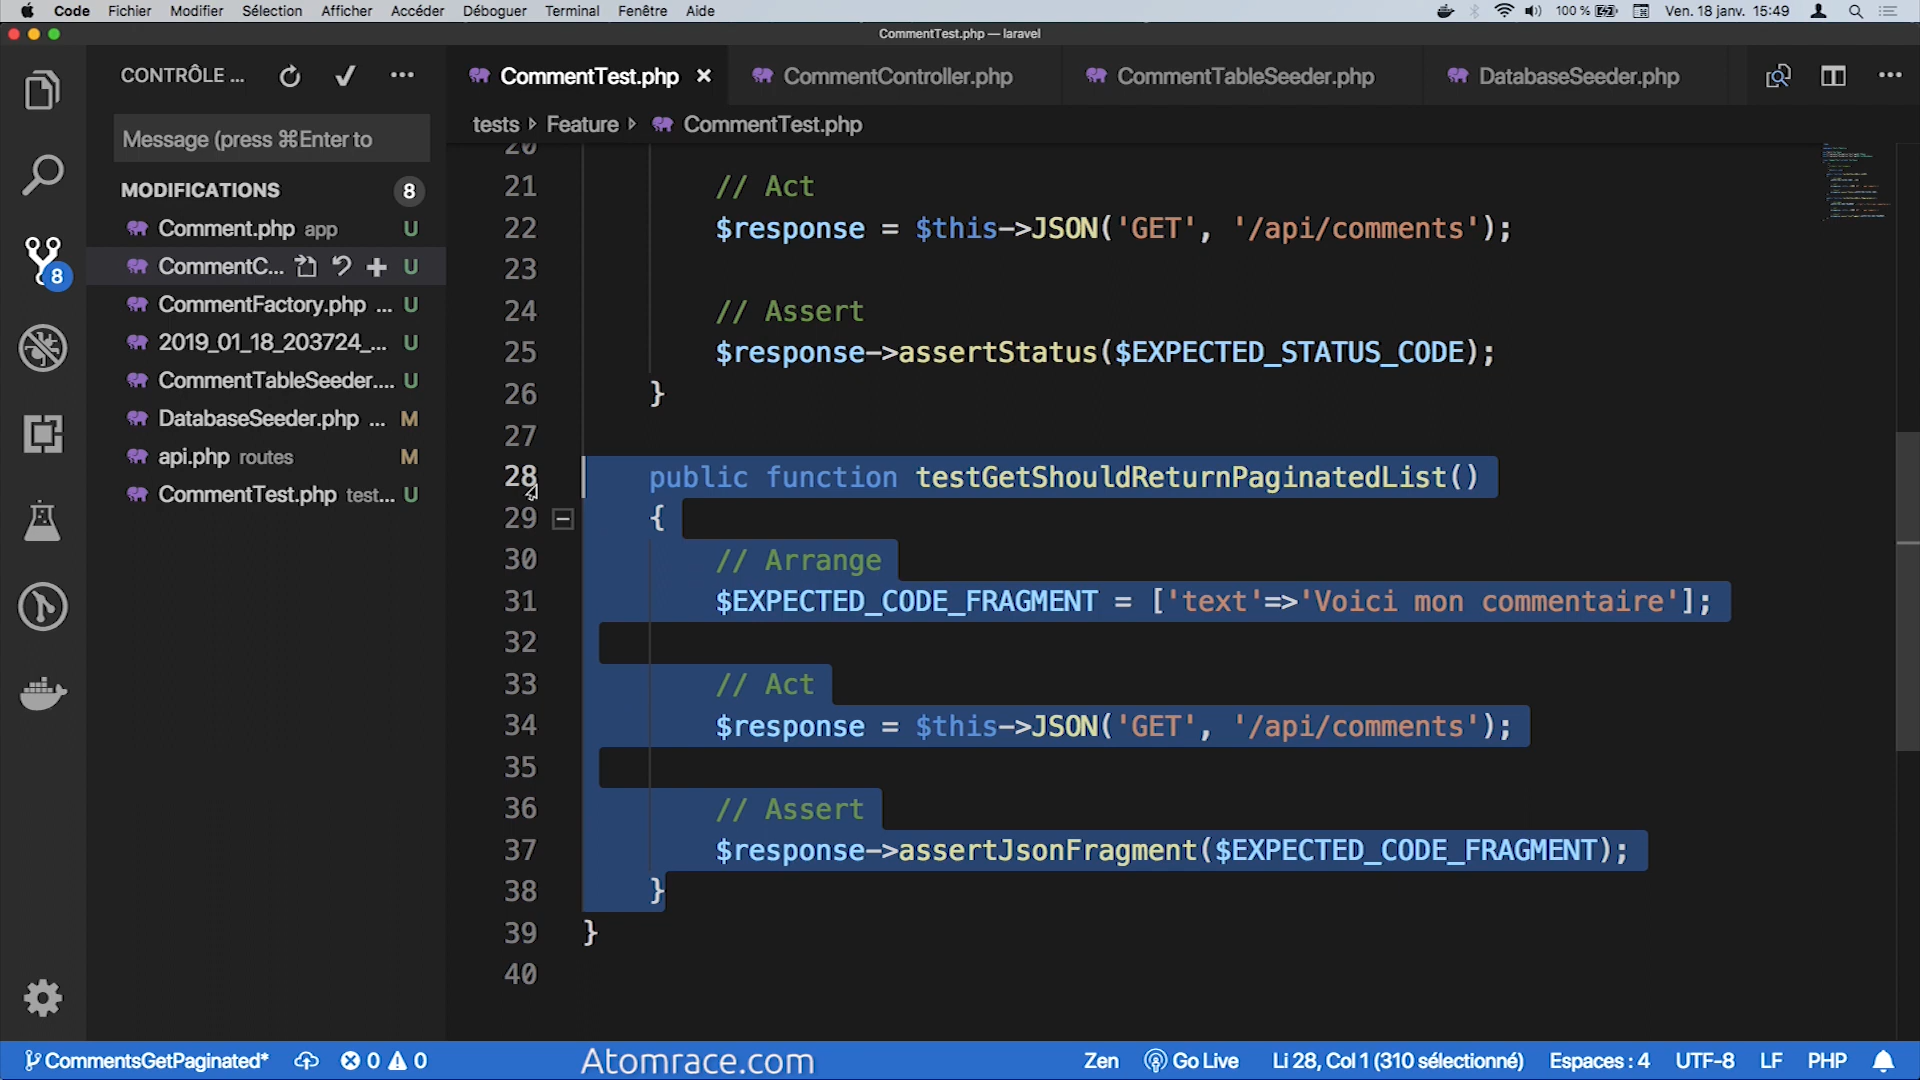 Code Fichier Modifier Sélection Afficher Accéder Déboguer Terminal Fenêtre Aide 100 % Ven. 18 janv. 15:49
CommentTest.php — laravel
CONTRÔLE ...
CommentTest.php CommentController.php CommentTableSeeder.php DatabaseSeeder.php
tests Feature CommentTest.php
Message (press ⌘Enter to
MODIFICATIONS 8
Comment.php app U
CommentC... U
CommentFactory.php ... U
2019_01_18_203724_... U
CommentTableSeeder.... U
DatabaseSeeder.php ... M
api.php routes M
CommentTest.php test... U
8
20
21 // Act
22 $response = $this->JSON('GET', '/api/comments');
23
24 // Assert
25 $response->assertStatus($EXPECTED_STATUS_CODE);
26 }
27
28 public function testGetShouldReturnPaginatedList()
29 {
30 // Arrange
31 $EXPECTED_CODE_FRAGMENT = ['text'=>'Voici mon commentaire'];
32
33 // Act
34 $response = $this->JSON('GET', '/api/comments');
35
36 // Assert
37 $response->assertJsonFragment($EXPECTED_CODE_FRAGMENT);
38 }
39 }
40
CommentsGetPaginated* 0 0 Atomrace.com Zen Go Live Li 28, Col 1 (310 sélectionné) Espaces : 4 UTF-8 LF PHP